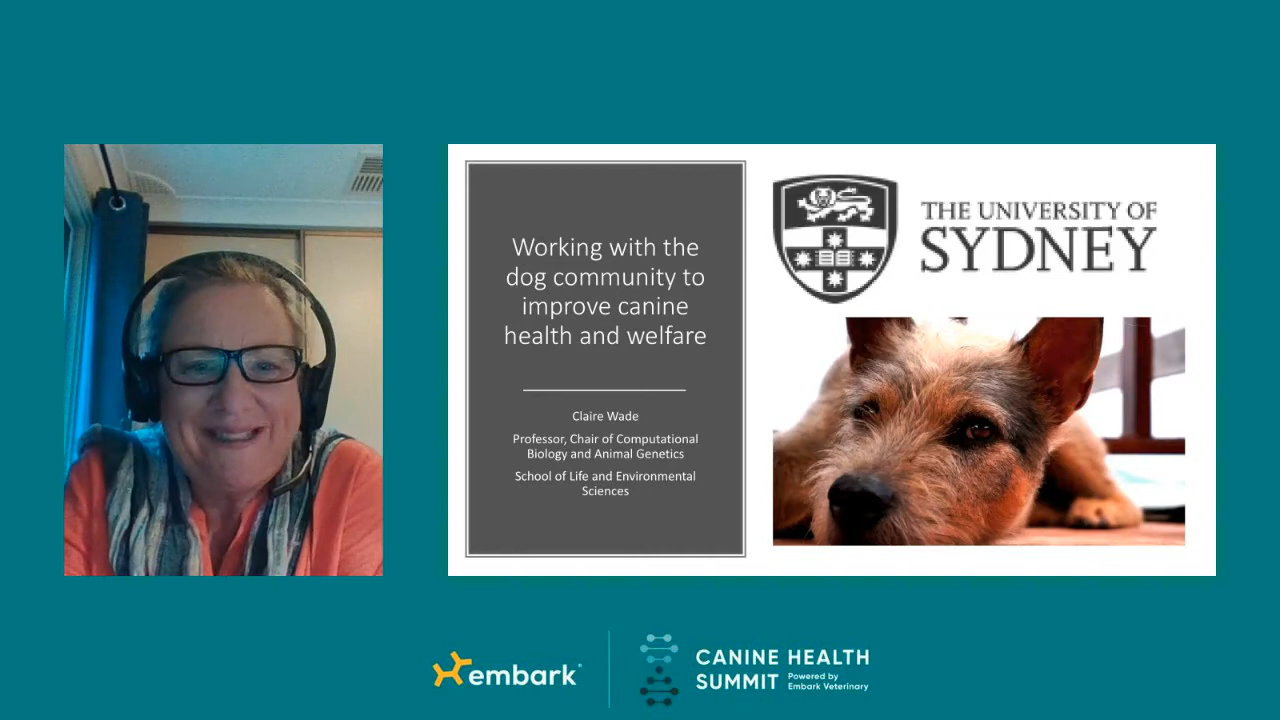 Working with the
dog community to
improve canine
health and welfare
Claire Wade
Professor, Chair of Computational
Biology and Animal Genetics
School of Life and Environmental
Sciences
THE UNIVERSITY OF
SYDNEY
embark
CANINE HEALTH
SUMMIT
Powered by
Embark Veterinary